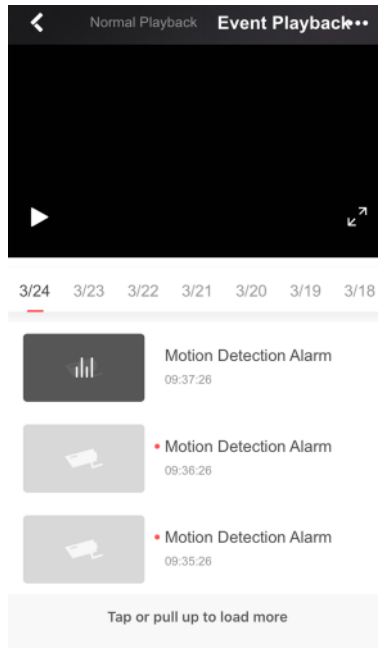 Normal Playback Event Playback
3/24 3/23 3/22 3/21 3/20 3/19 3/18
Motion Detection Alarm
09:37:26
Motion Detection Alarm
09:36:26
Motion Detection Alarm
09:35:26
Tap or pull up to load more